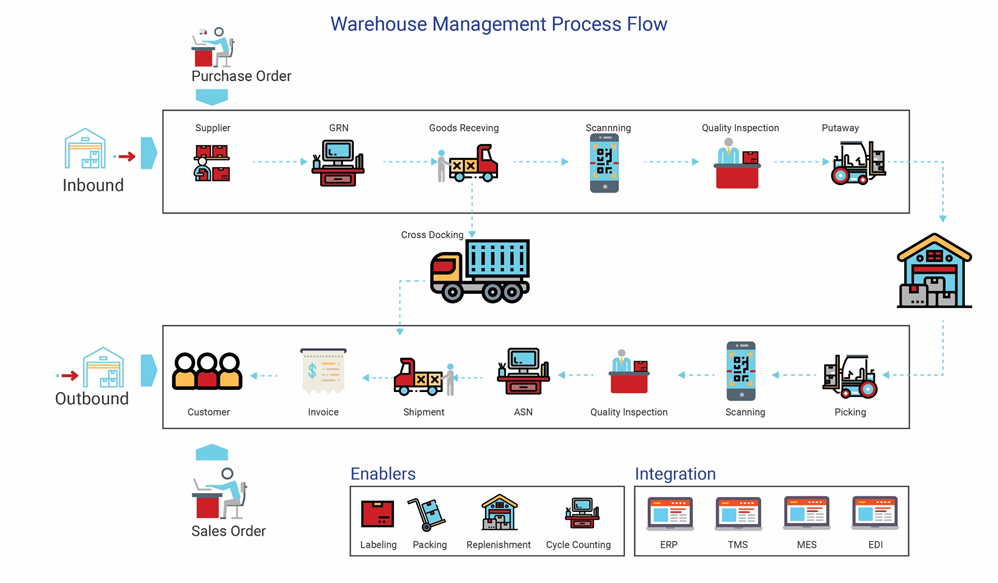 Warehouse Management Process Flow
Purchase Order
Supplier
GRN
Goods Receving
Scannning
Quality Inspection
Putaway
Inbound
Cross Docking
Outbound
Customer
Invoice
Shipment
ASN
Quality Inspection
Scanning
Picking
Sales Order
Enablers
Labeling
Packing
Replenishment
Cycle Counting
Integration
ERP
TMS
MES
EDI